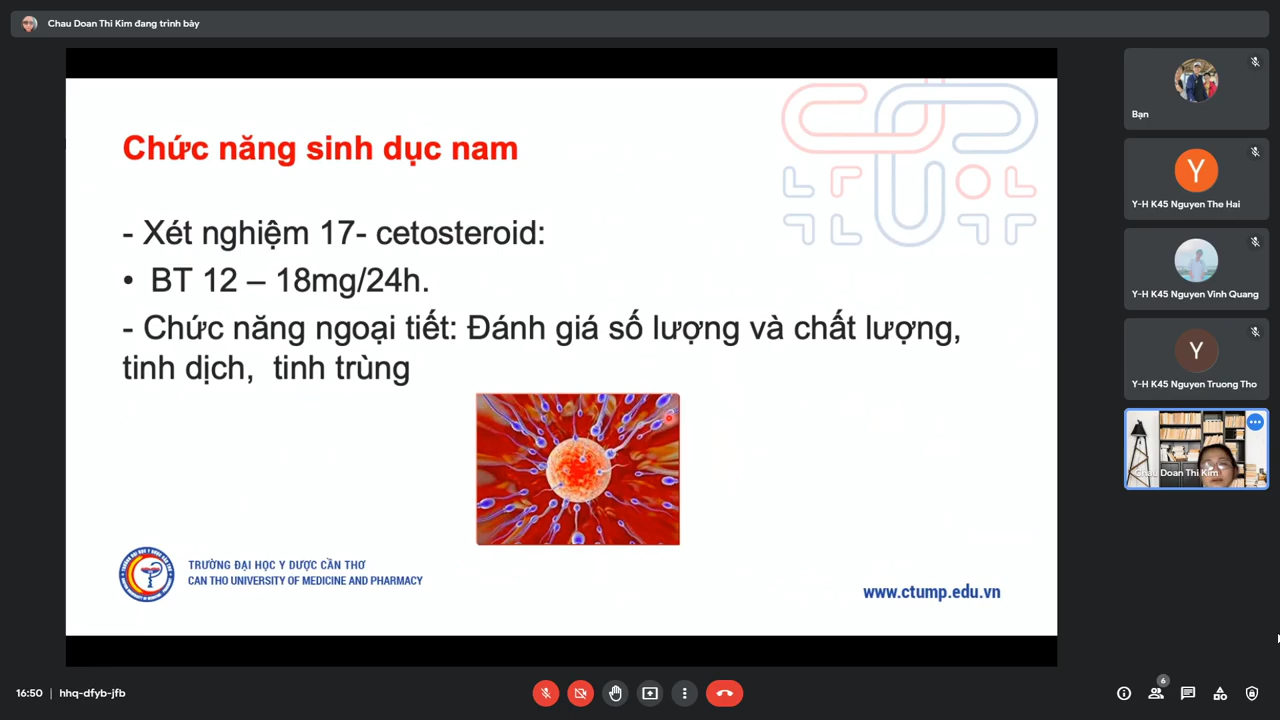 Chau Doan Thi Kim đang trình bày
Chức năng sinh dục nam
- Xét nghiệm 17- cetosteroid:
• BT 12 – 18mg/24h.
- Chức năng ngoại tiết: Đánh giá số lượng và chất lượng,
tinh dịch, tinh trùng
TRƯỜNG ĐẠI HỌC Y DƯỢC CẦN THƠ
CAN THO UNIVERSITY OF MEDICINE AND PHARMACY
www.ctump.edu.vn
Bạn
Y
Y-H K45 Nguyen The Hai
Y-H K45 Nguyen Vinh Quang
Y
Y-H K45 Nguyen Truong Tho
Chau Doan Thi Kim
16:50 | hhq-dfyb-jfb
6